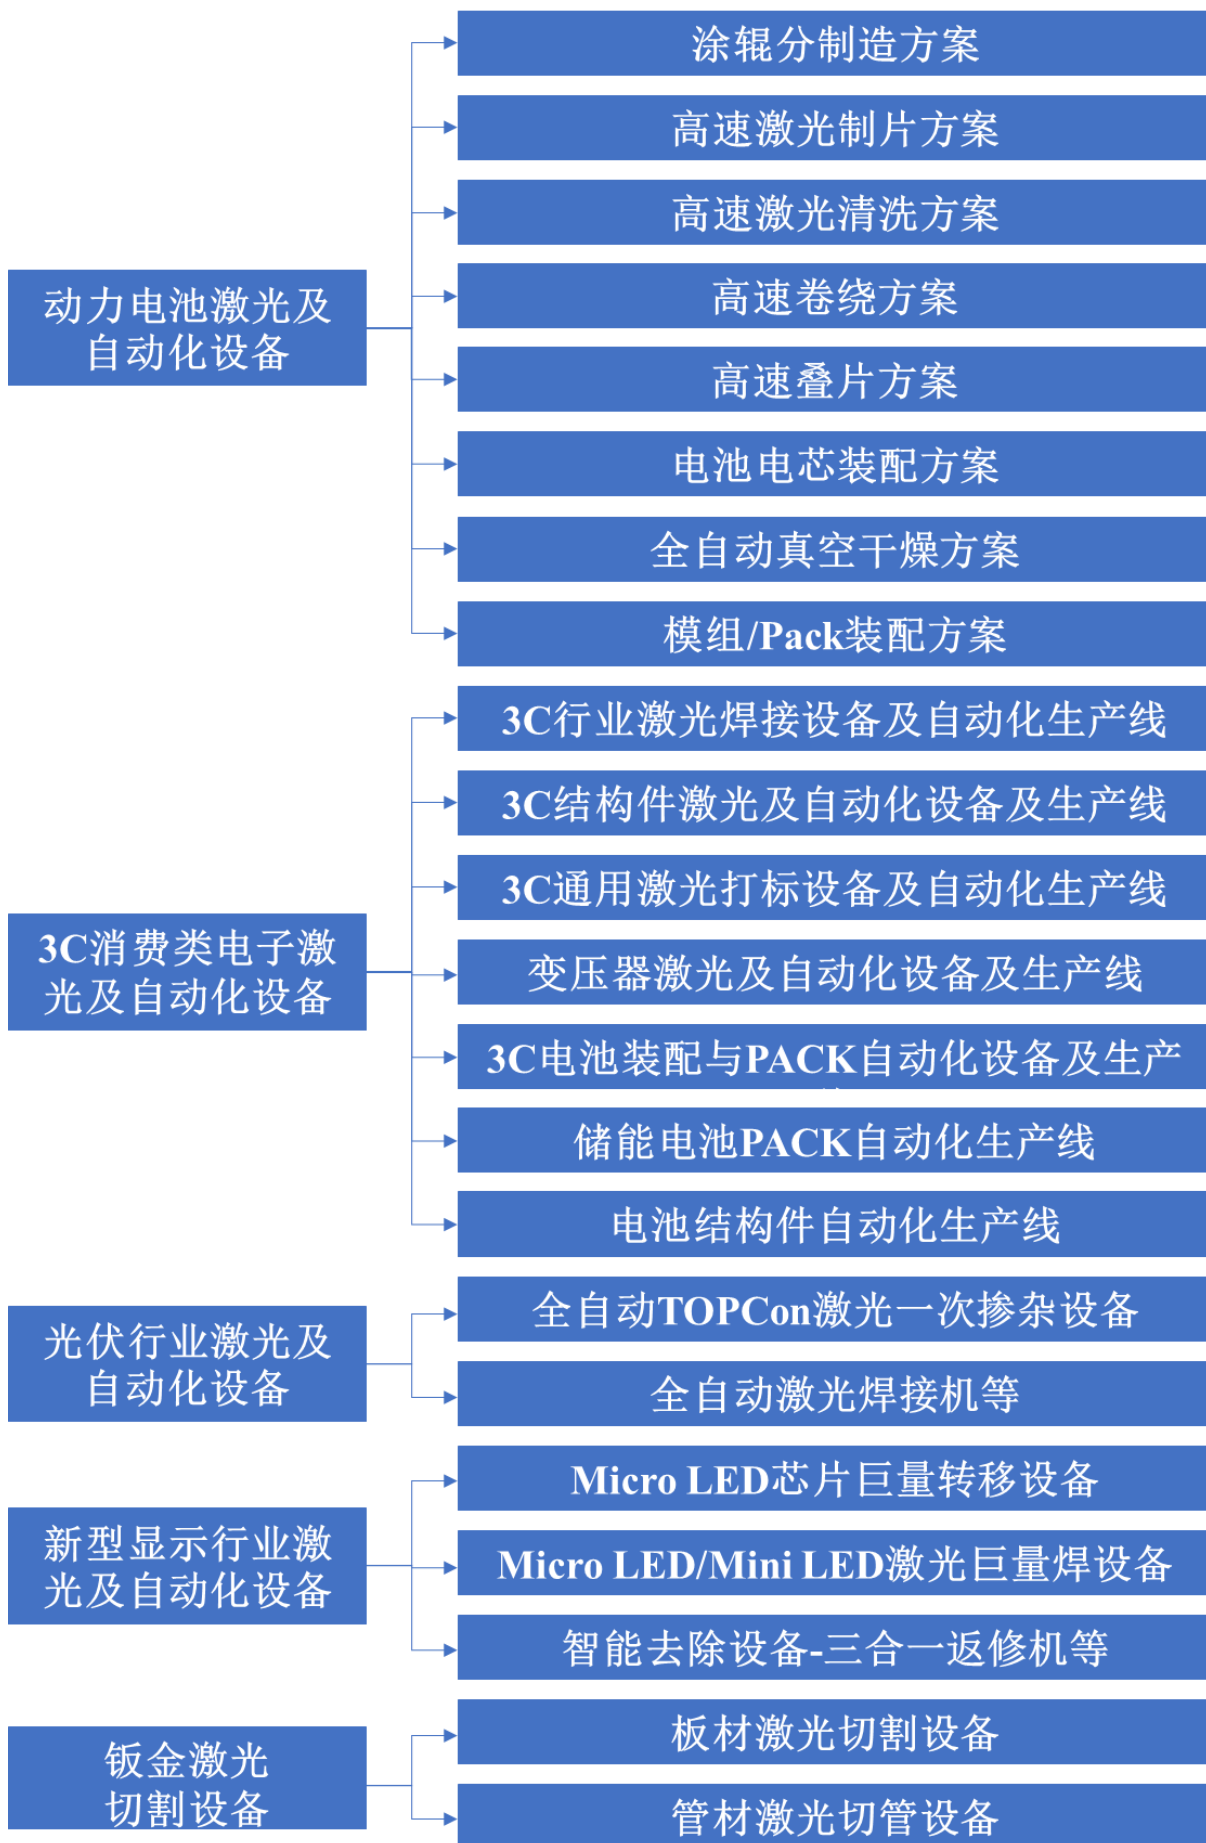 涂辊分制造方案
高速激光制片方案
高速激光清洗方案
动力电池激光及
自动化设备
高速卷绕方案
高速叠片方案
电池电芯装配方案
全自动真空干燥方案
模组/Pack装配方案
3C行业激光焊接设备及自动化生产线
3C结构件激光及自动化设备及生产线
3C通用激光打标设备及自动化生产线
3C消费类电子激
光及自动化设备
变压器激光及自动化设备及生产线
3C电池装配与PACK自动化设备及生产
储能电池PACK自动化生产线
电池结构件自动化生产线
光伏行业激光及
自动化设备
全自动TOPCon激光一次掺杂设备
全自动激光焊接机等
新型显示行业激
光及自动化设备
Micro LED芯片巨量转移设备
Micro LED/Mini LED激光巨量焊设备
智能去除设备-三合一返修机等
钣金激光
切割设备
板材激光切割设备
管材激光切管设备